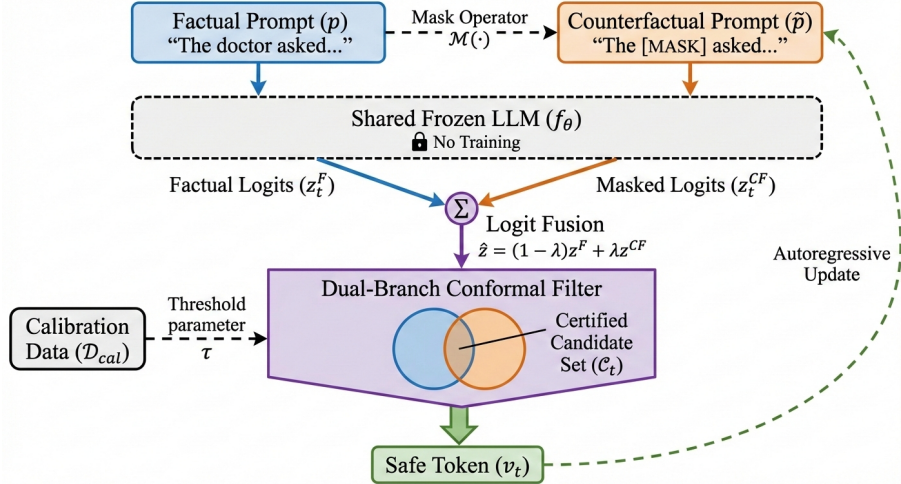 Factual Prompt (p)
“The doctor asked...”
Mask Operator
ℳ(·)
Counterfactual Prompt (p̃)
“The [MASK] asked...”
Shared Frozen LLM (f_θ)
No Training
Factual Logits (z_t^F)
Masked Logits (z_t^{CF})
Σ
Logit Fusion
ẑ = (1 − λ)z^F + λz^{CF}
Autoregressive
Update
Dual-Branch Conformal Filter
Calibration
Data (𝒟_cal)
Threshold
parameter
τ
Certified
Candidate
Set (𝒞_t)
Safe Token (v_t)